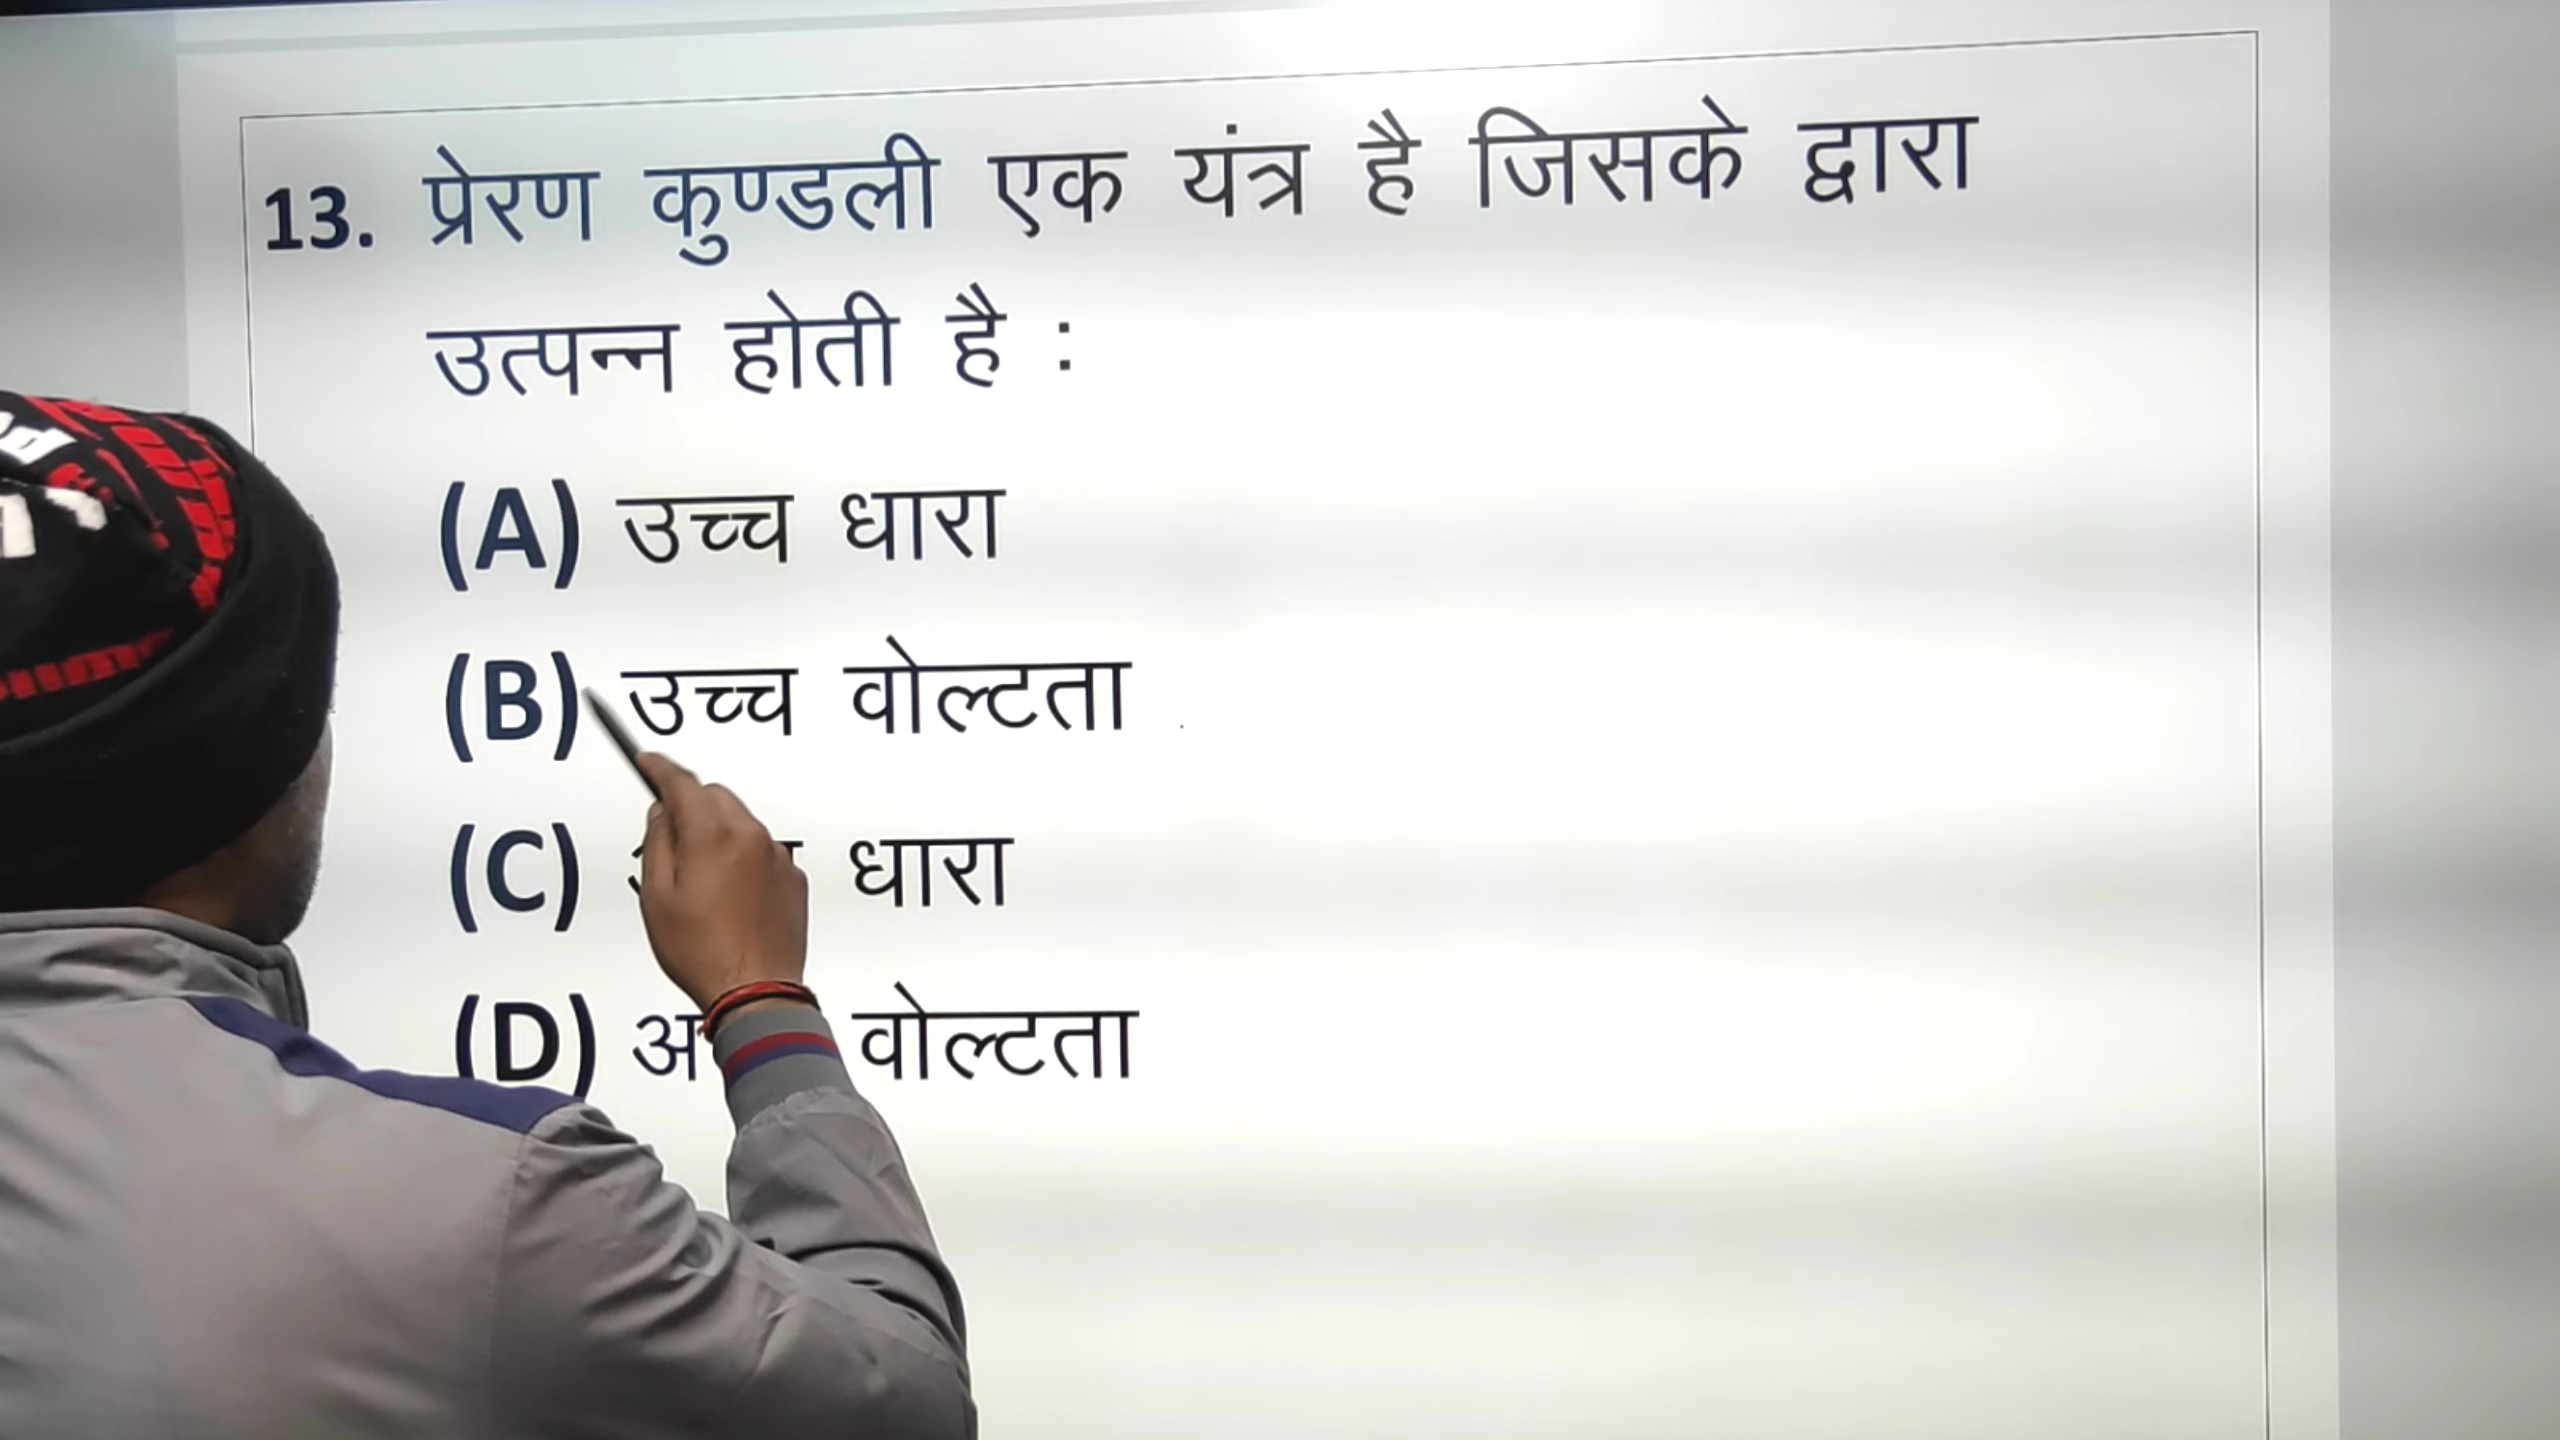 13. प्रेरण कुण्डली एक यंत्र है जिसके द्वारा
उत्पन्न होती है :
(A) उच्च धारा
(B) उच्च वोल्टता
(C) धारा
(D) वोल्टता